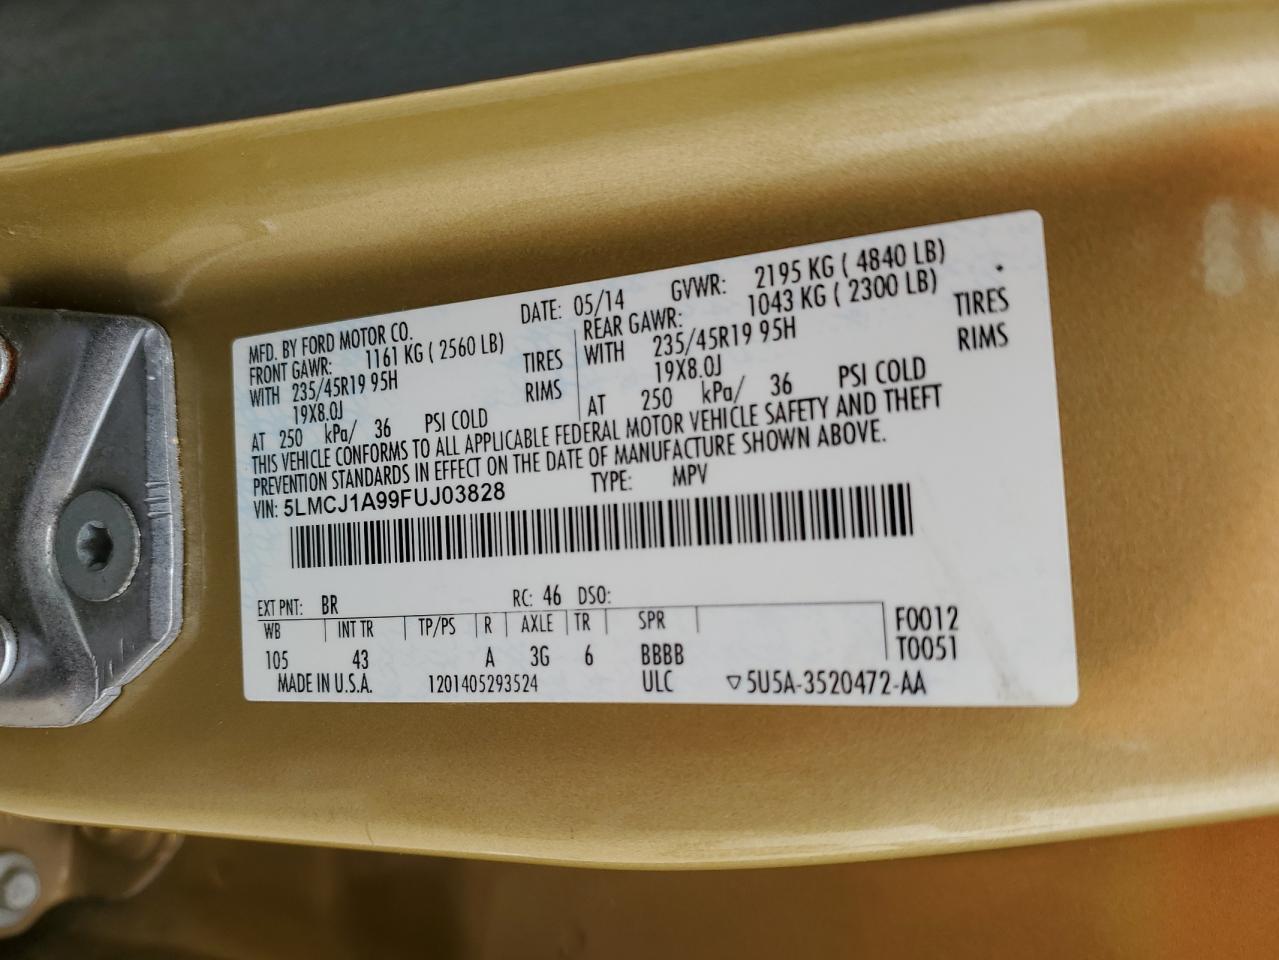 MFD. BY FORD MOTOR CO. DATE: 05/14 GVWR: 2195 KG ( 4840 LB)
FRONT GAWR: 1161 KG ( 2560 LB) REAR GAWR: 1043 KG ( 2300 LB)
WITH 235/45R19 95H TIRES WITH 235/45R19 95H TIRES
19X8.0J RIMS 19X8.0J RIMS
AT 250 kPa/ 36 PSI COLD AT 250 kPa/ 36 PSI COLD
THIS VEHICLE CONFORMS TO ALL APPLICABLE FEDERAL MOTOR VEHICLE SAFETY AND THEFT
PREVENTION STANDARDS IN EFFECT ON THE DATE OF MANUFACTURE SHOWN ABOVE.
VIN: 5LMCJ1A99FUJ03828 TYPE: MPV
EXT PNT: BR RC: 46 DSO:
WB INT TR TP/PS R AXLE TR SPR F0012
105 43 A 3G 6 BBBB T0051
MADE IN U.S.A. 1201405293524 ULC ▽5U5A-3520472-AA